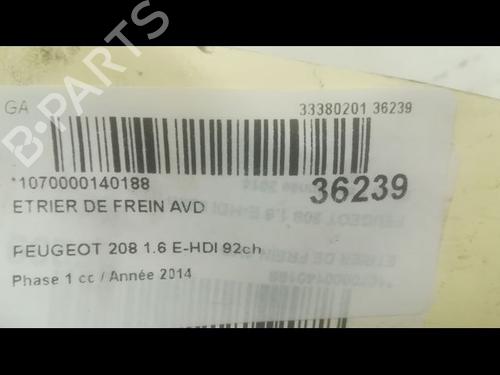 GA 33380201 36239
*1070000140188 36239
ETRIER DE FREIN AVD
PEUGEOT 208 1.6 E-HDI 92ch
Phase 1 cc / Année 2014
B-PARTS